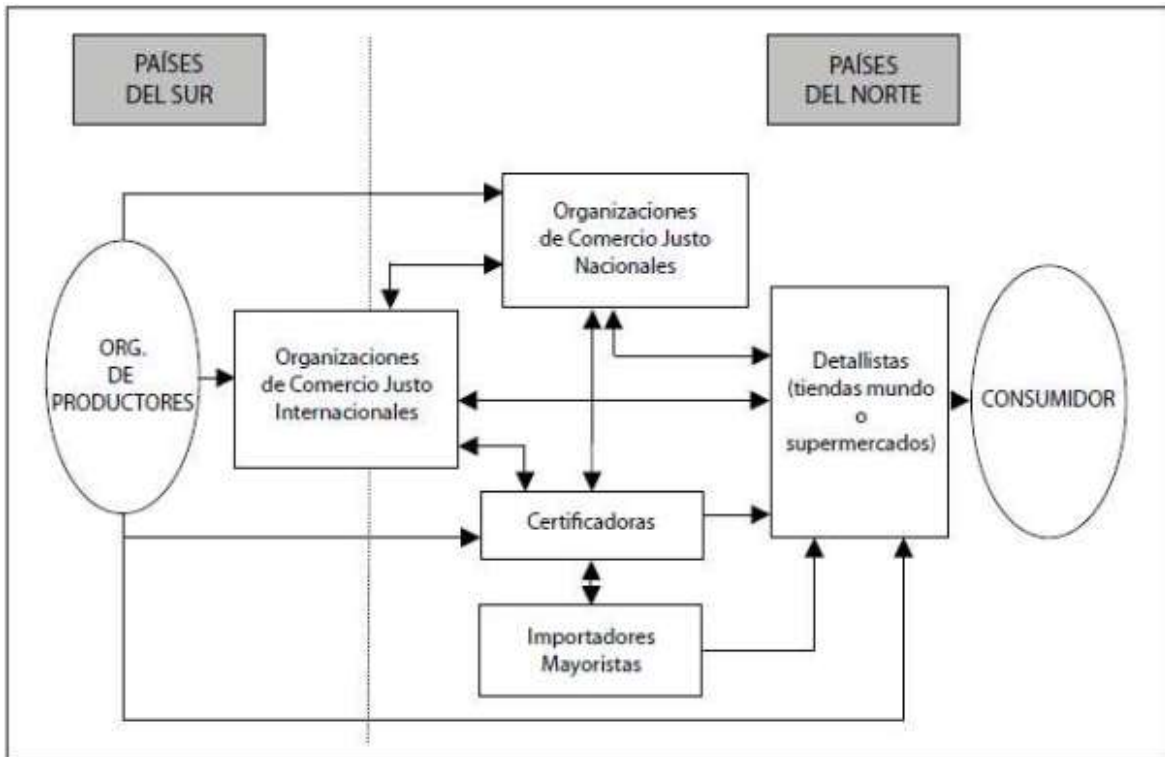 PAÍSES
DEL SUR
PAÍSES
DEL NORTE
Organizaciones
de Comercio Justo
Nacionales
ORG.
DE
PRODUCTORES
Organizaciones
de Comercio Justo
Internacionales
Detallistas
(tiendas mundo
o
supermercados)
CONSUMIDOR
Certificadoras
Importadores
Mayoristas